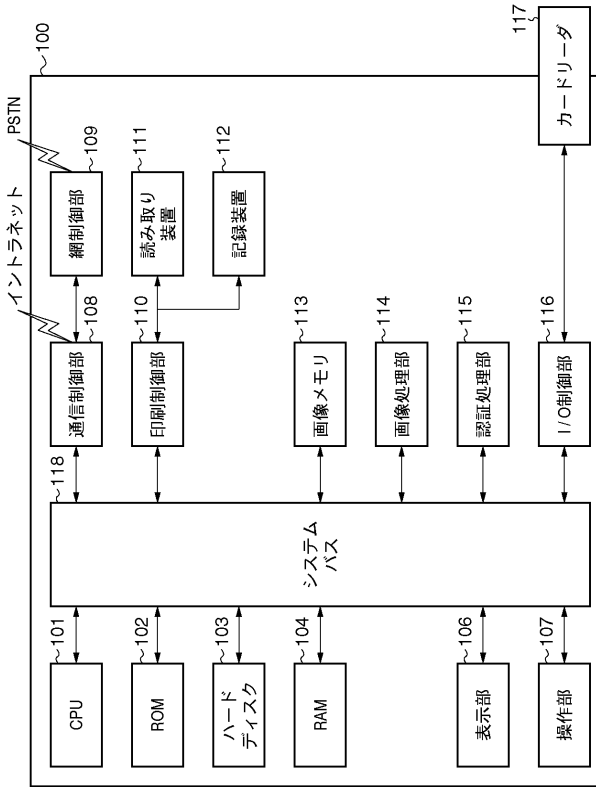 100
イントラネット
PSTN
101
CPU
102
ROM
103
ハード
ディスク
104
RAM
106
表示部
107
操作部
118
システム
バス
108
通信制御部
109
網制御部
110
印刷制御部
111
読み取り
装置
112
記録装置
113
画像メモリ
114
画像処理部
115
認証処理部
116
I/O制御部
117
カードリーダ